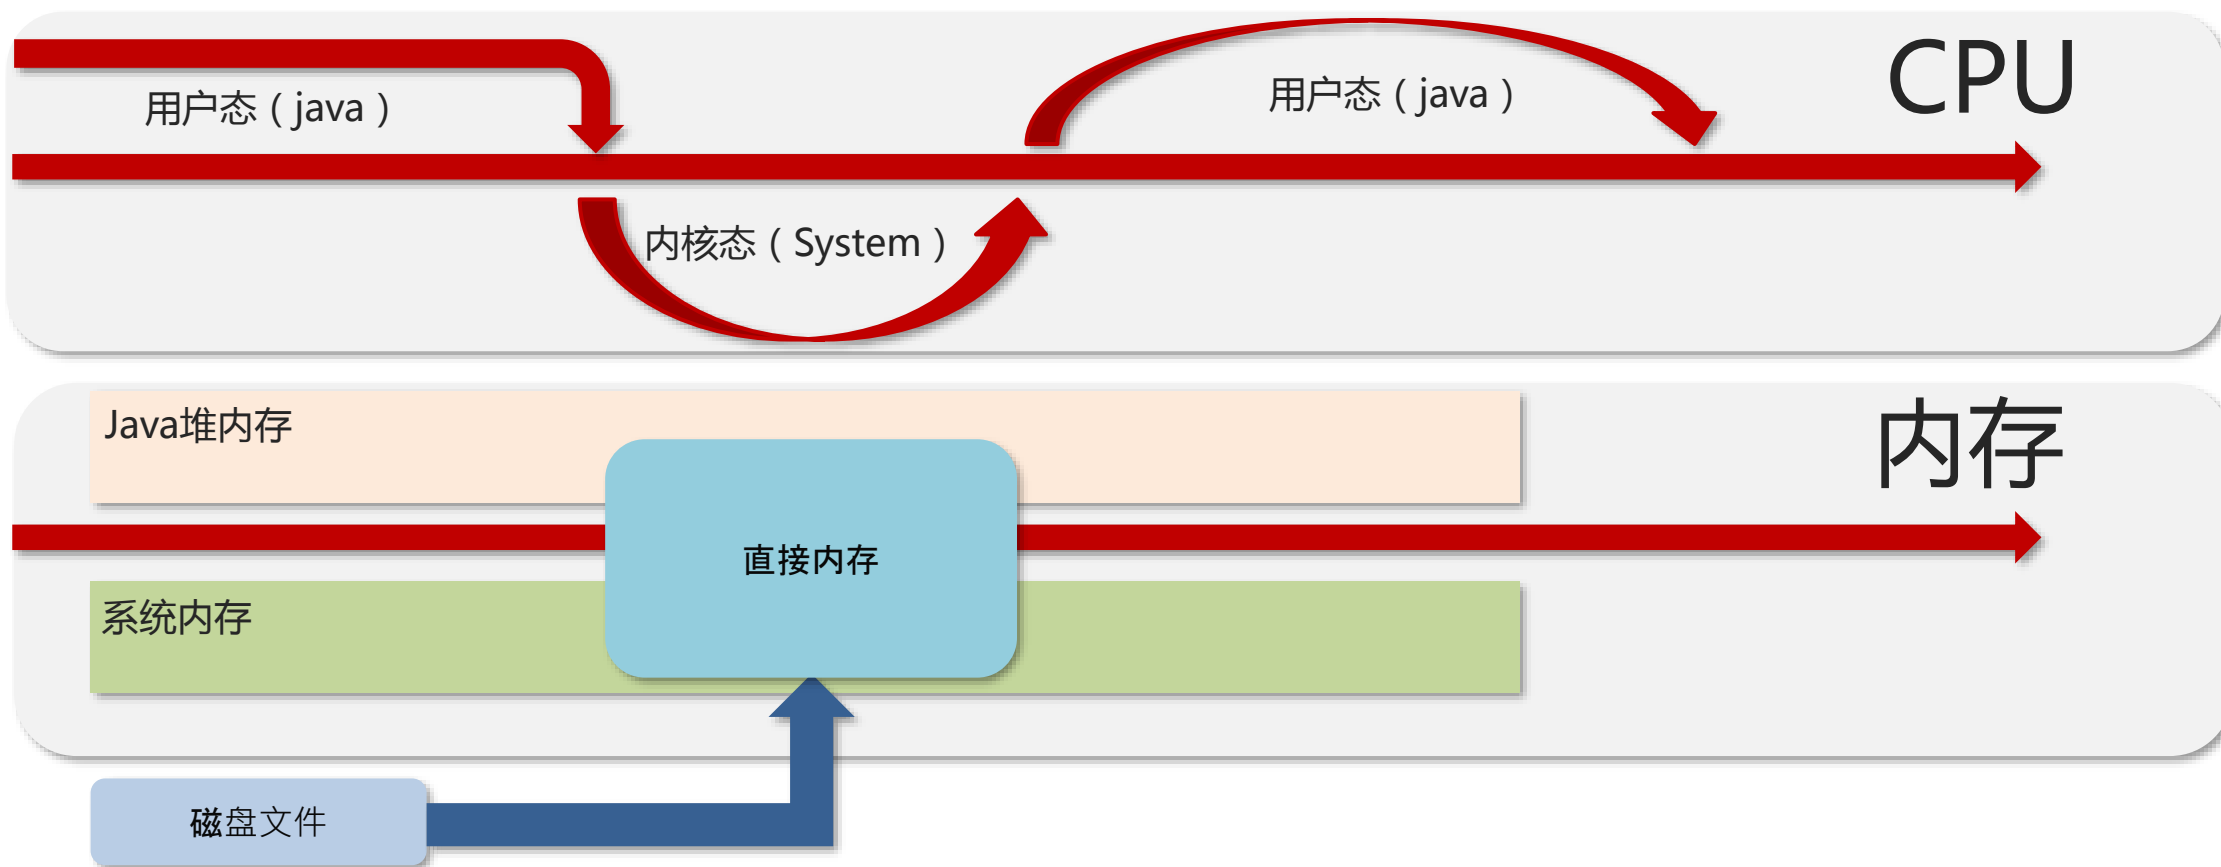 CPU
用户态（java）
用户态（java）
内核态（System）
内存
Java堆内存
直接内存
系统内存
磁盘文件